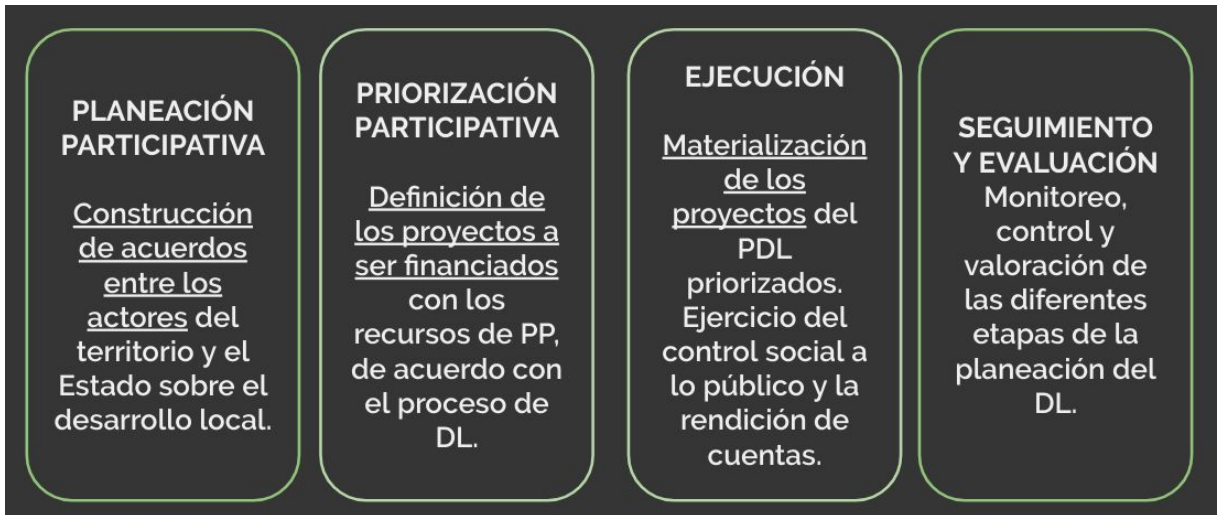 PLANEACIÓN
PARTICIPATIVA
Construcción
de acuerdos
entre los
actores del
territorio y el
Estado sobre el
desarrollo local.
PRIORIZACIÓN
PARTICIPATIVA
Definición de
los proyectos a
ser financiados
con los
recursos de PP,
de acuerdo con
el proceso de
DL.
EJECUCIÓN
Materialización
de los
proyectos del
PDL
priorizados.
Ejercicio del
control social a
lo público y la
rendición de
cuentas.
SEGUIMIENTO
Y EVALUACIÓN
Monitoreo,
control y
valoración de
las diferentes
etapas de la
planeación del
DL.